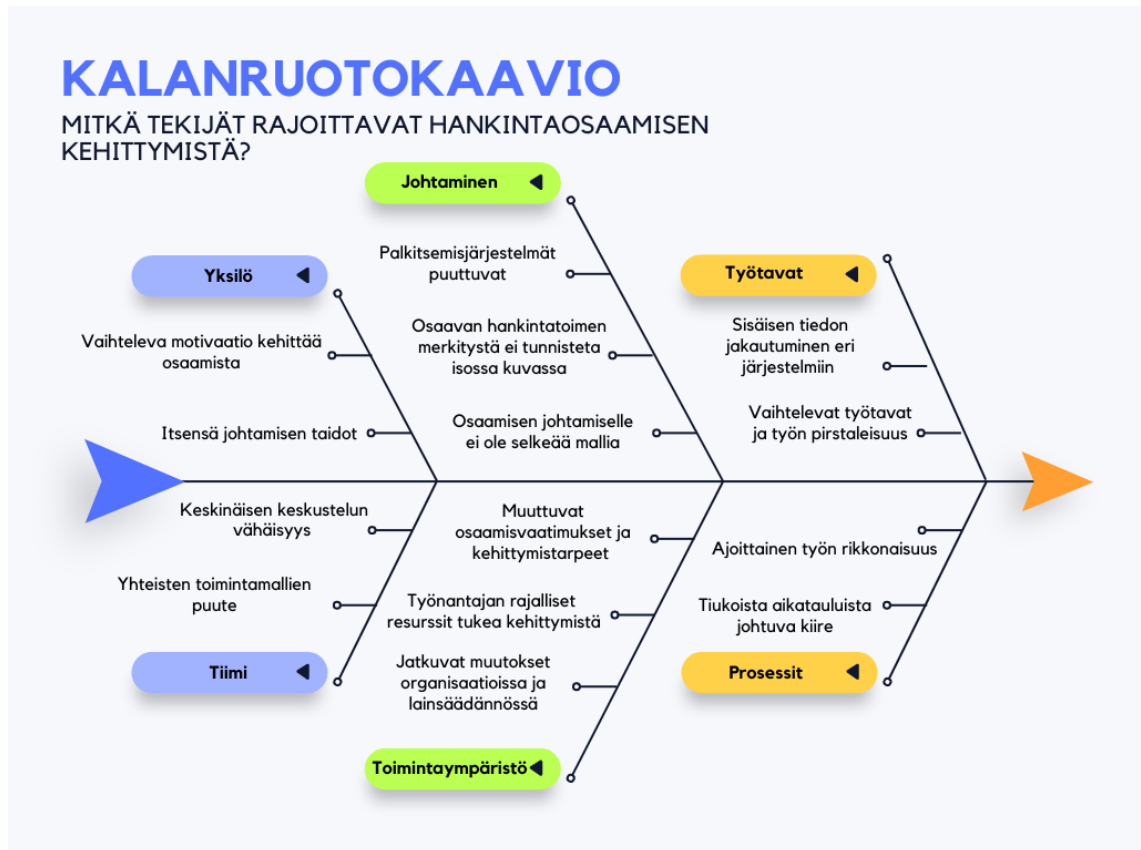 KALANRUOTOKAAVIO
MITKÄ TEKIJÄT RAJOITTAVAT HANKINTAOSAAMISEN
KEHITTYMISTÄ?
Johtaminen
Palkitsemisjärjestelmät
puuttuvat
Osaavan hankintatoimen
merkitystä ei tunnisteta
isossa kuvassa
Osaamisen johtamiselle
ei ole selkeää mallia
Yksilö
Vaihteleva motivaatio kehittää
osaamista
Itsensä johtamisen taidot
Työtavat
Sisäisen tiedon
jakautuminen eri
järjestelmiin
Vaihtelevat työtavat
ja työn pirstaleisuus
Keskinäisen keskustelun
vähäisyys
Yhteisten toimintamallien
puute
Tiimi
Muuttuvat
osaamisvaatimukset ja
kehittymistarpeet
Työnantajan rajalliset
resurssit tukea kehittymistä
Jatkuvat muutokset
organisaatioissa ja
lainsäädännössä
Toimintaympäristö
Ajoittainen työn rikkonaisuus
Tiukoista aikatauluista
johtuva kiire
Prosessit